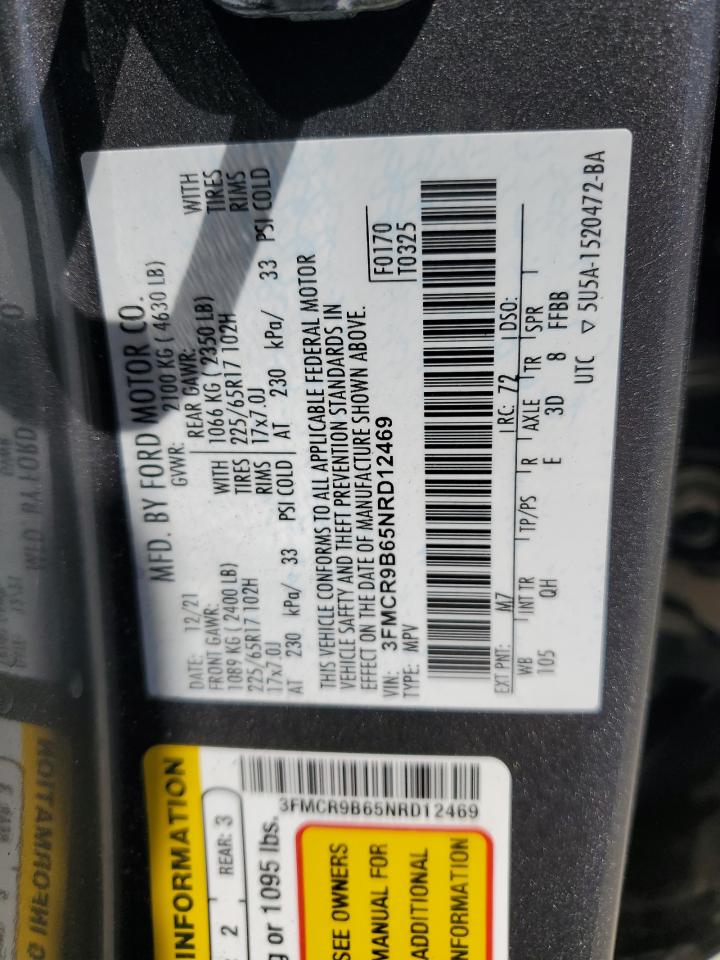 MFD. BY FORD MOTOR CO.
DATE: 12/21
GVWR: 2100 KG ( 4630 LB)
FRONT GAWR:
REAR GAWR:
1089 KG ( 2400 LB)
WITH
1066 KG ( 2350 LB)
WITH
225/65R17 102H
TIRES
225/65R17 102H
TIRES
17x7.0J
RIMS
17x7.0J
RIMS
AT 230 kPa/ 33 PSI COLD
AT 230 kPa/ 33 PSI COLD
THIS VEHICLE CONFORMS TO ALL APPLICABLE FEDERAL MOTOR
VEHICLE SAFETY AND THEFT PREVENTION STANDARDS IN
EFFECT ON THE DATE OF MANUFACTURE SHOWN ABOVE.
VIN: 3FMCR9B65NRD12469
TYPE: MPV
F0170
T0325
EXT PNT: M7 RC: 72 DSO:
WB INT TR TP/PS R AXLE TR SPR
105 QH E 3D 8 FFBB
UTC ▽ 5U5A-1520472-BA
INFORMATION
2 REAR: 3
or 1095 lbs.
3FMCR9B65NRD12469
SEE OWNERS
MANUAL FOR
ADDITIONAL
INFORMATION